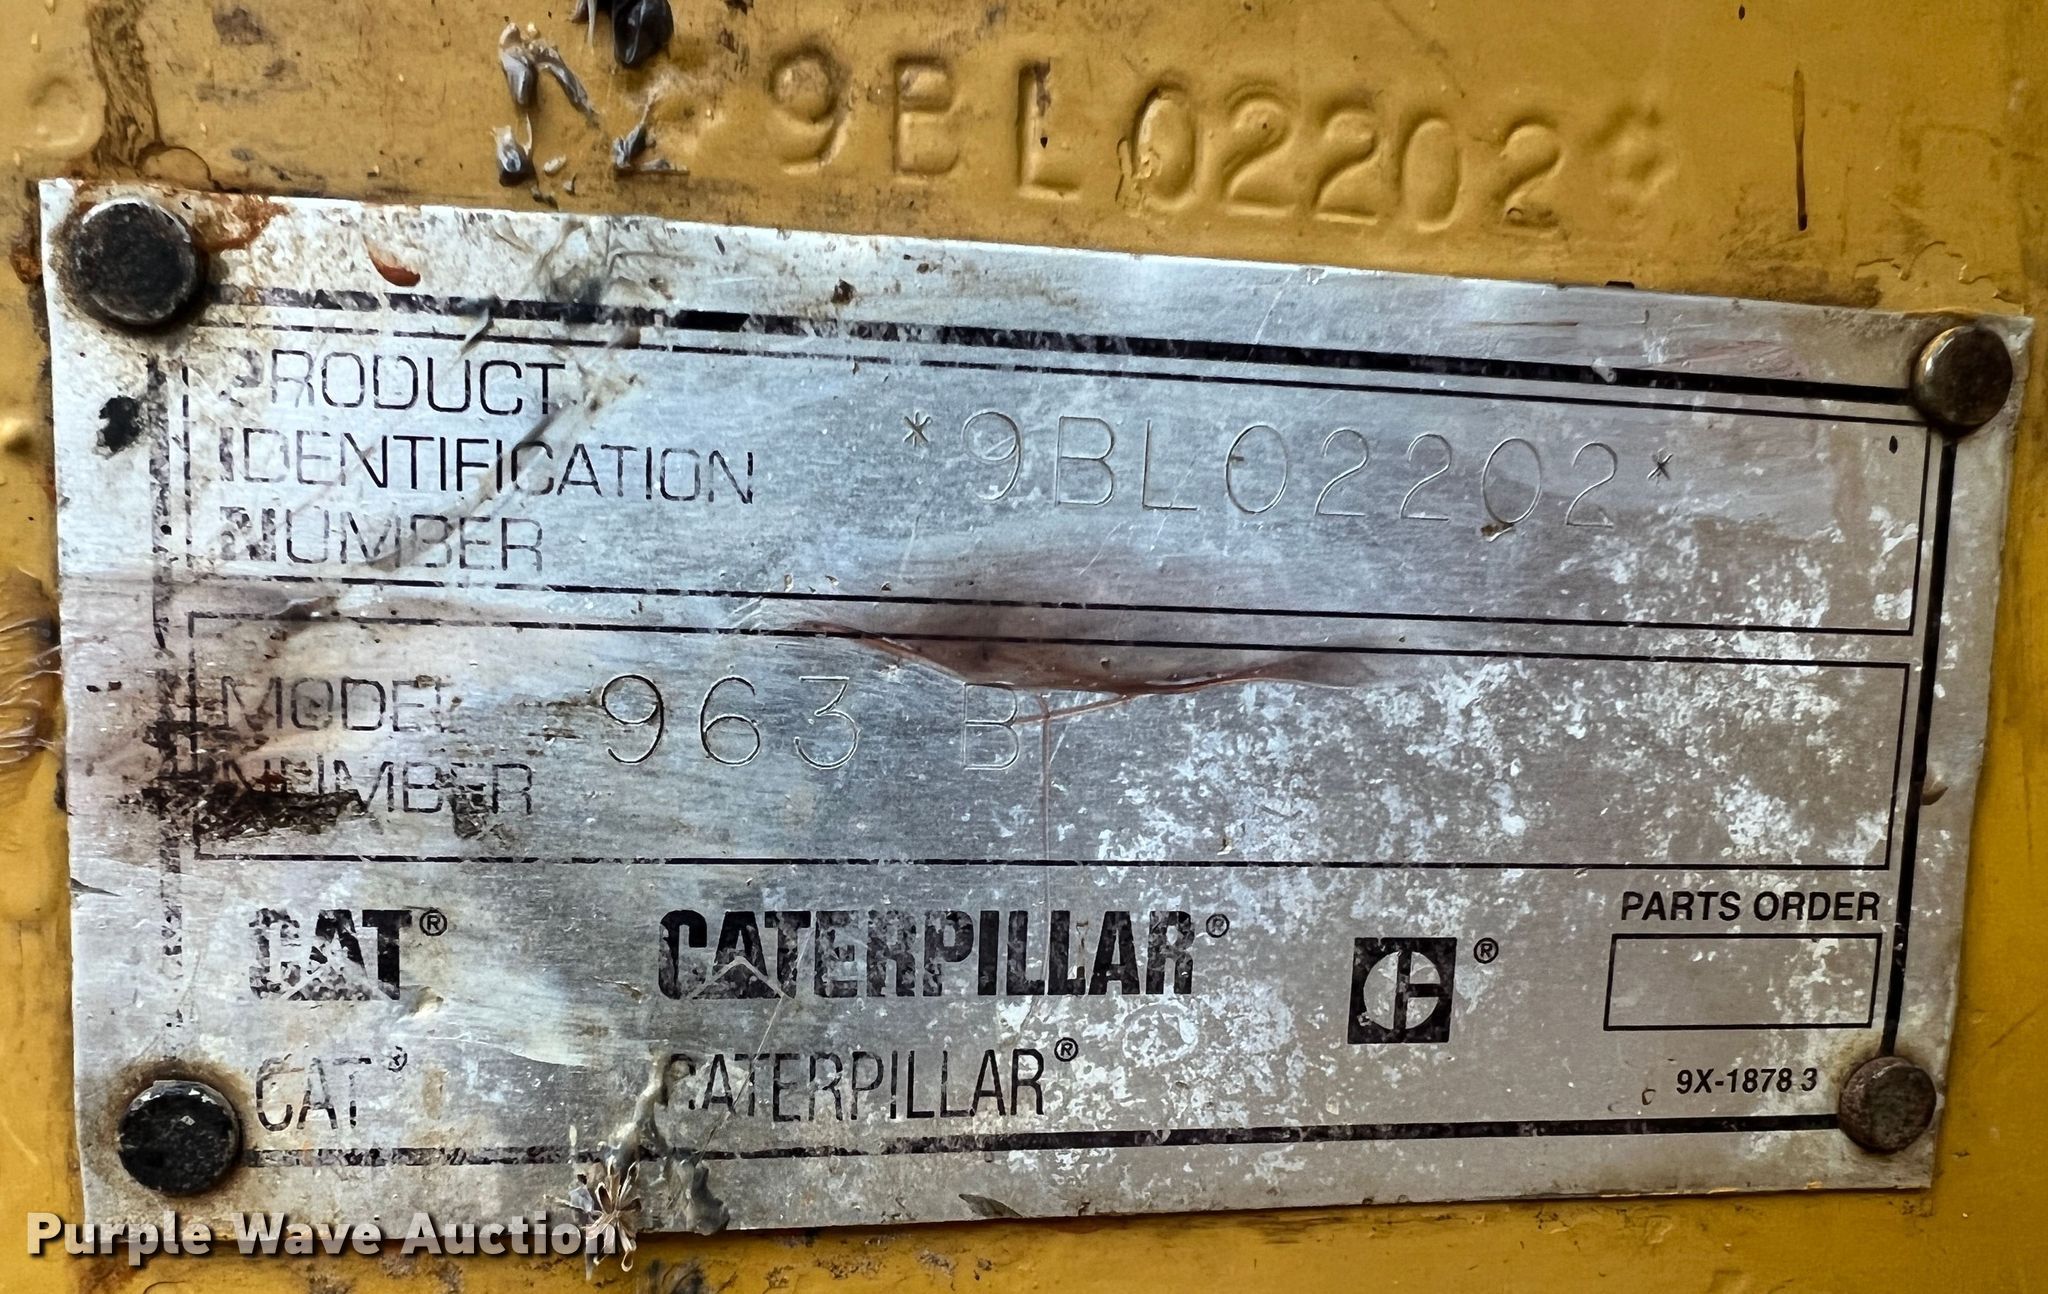 9BL02202*
PRODUCT
IDENTIFICATION
NUMBER
*9BL02202*
MODEL
NUMBER
963 B
CAT® CATERPILLAR® ®
PARTS ORDER
CAT® CATERPILLAR®
9X-1878 3
Purple Wave Auction